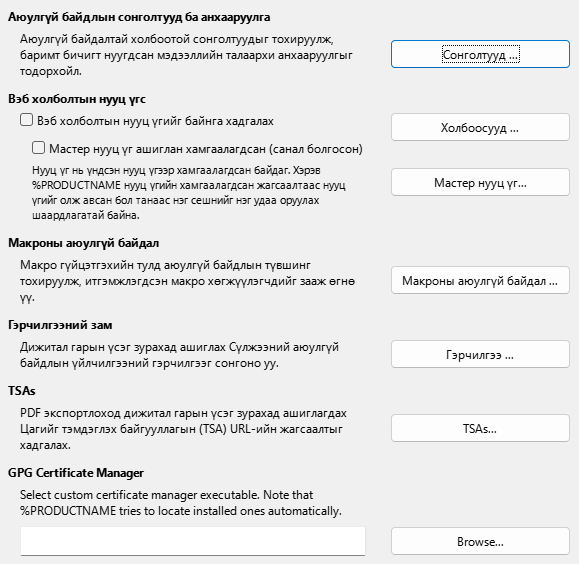 Аюулгүй байдлын сонголтууд ба анхааруулга
Аюулгүй байдалтай холбоотой сонголтуудыг тохируулж,
баримт бичигт нуугдсан мэдээллийн талаархи анхааруулгыг
тодорхойл.
Сонголтууд ...
Вэб холболтын нууц үгс
Вэб холболтын нууц үгийг байнга хадгалах
Холбоосууд ...
Мастер нууц үг ашиглан хамгаалагдсан (санал болгосон)
Нууц үг нь үндсэн нууц үгээр хамгаалагдсан байдаг. Хэрэв
%PRODUCTNAME нууц үгийн хамгаалагдсан жагсаалтаас нууц
үгийг олж авсан бол танаас нэг сешнийг нэг удаа оруулах
шаардлагатай байна.
Мастер нууц үг...
Макроны аюулгүй байдал
Макро гүйцэтгэхийн тулд аюулгүй байдлын түвшинг
тохируулж, итгэмжлэгдсэн макро хөгжүүлэгчдийг зааж өгнө
үү.
Макроны аюулгүй байдал ...
Гэрчилгээний зам
Дижитал гарын үсэг зурахад ашиглах Сүлжээний аюулгүй
байдлын үйлчилгээний гэрчилгээг сонгоно уу.
Гэрчилгээ ...
TSAs
PDF экспортлоход дижитал гарын үсэг зурахад ашиглагдах
Цагийг тэмдэглэх байгууллагын (TSA) URL-ийн жагсаалтыг
хадгалах.
TSAs...
GPG Certificate Manager
Select custom certificate manager executable. Note that
%PRODUCTNAME tries to locate installed ones automatically.
Browse...